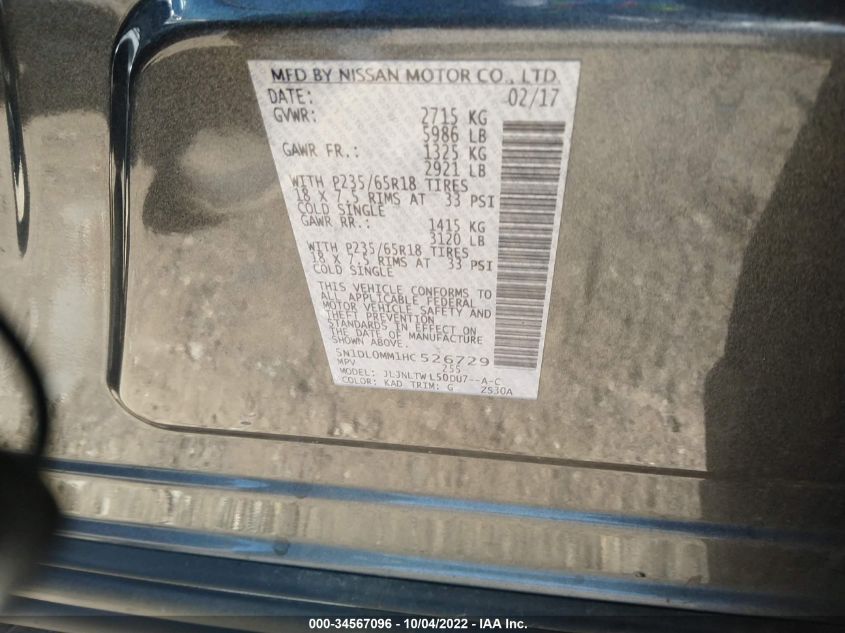 MFD BY NISSAN MOTOR CO., LTD.
DATE: 02/17
GVWR: 2715 KG
5986 LB
GAWR FR.: 1325 KG
2921 LB
WITH P235/65R18 TIRES
18 X 7.5 RIMS AT 33 PSI
COLD SINGLE
GAWR RR.: 1415 KG
3120 LB
WITH P235/65R18 TIRES
18 X 7.5 RIMS AT 33 PSI
COLD SINGLE
THIS VEHICLE CONFORMS TO
ALL APPLICABLE FEDERAL
MOTOR VEHICLE SAFETY AND
THEFT PREVENTION
STANDARDS IN EFFECT ON
THE DATE OF MANUFACTURE
SHOWN ABOVE.
5N1DL0MM1HC526729
MPV 255
MODEL: JLJNLTWL50DU7--A-C
COLOR: KAD TRIM: G ZS30A
000-34567096 - 10/04/2022 - IAA Inc.